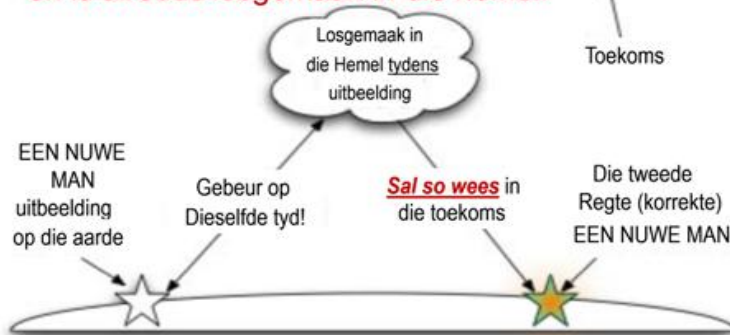 Losgemaak in
die Hemel tydens
uitbeelding
Toekoms
EEN NUWE
MAN
uitbeelding
op die aarde
Gebeur op
Dieselfde tyd!
Sal so wees in
die toekoms
Die tweede
Regte (korrekte)
EEN NUWE MAN